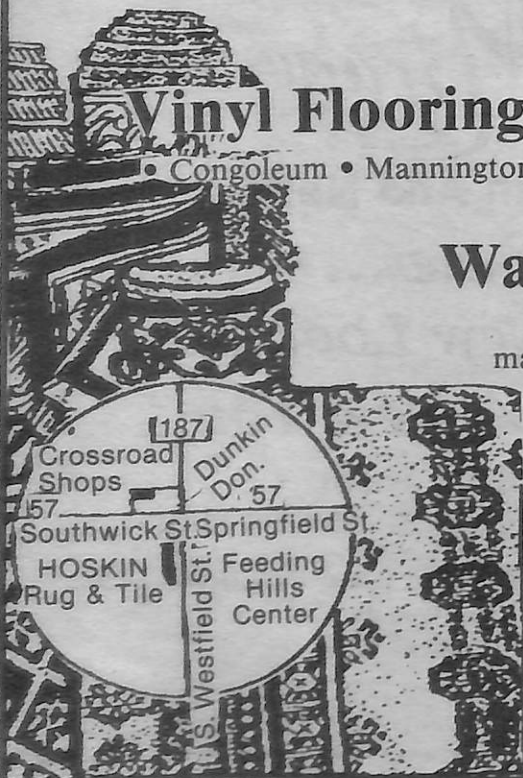 Vinyl Flooring
• Congoleum • Mannington
Wa
ma
187
Crossroad
Shops
Dunkin
Don.
57
57
Southwick St.
Springfield St.
HOSKIN
Rug & Tile
Feeding
Hills
Center
S. Westfield St.